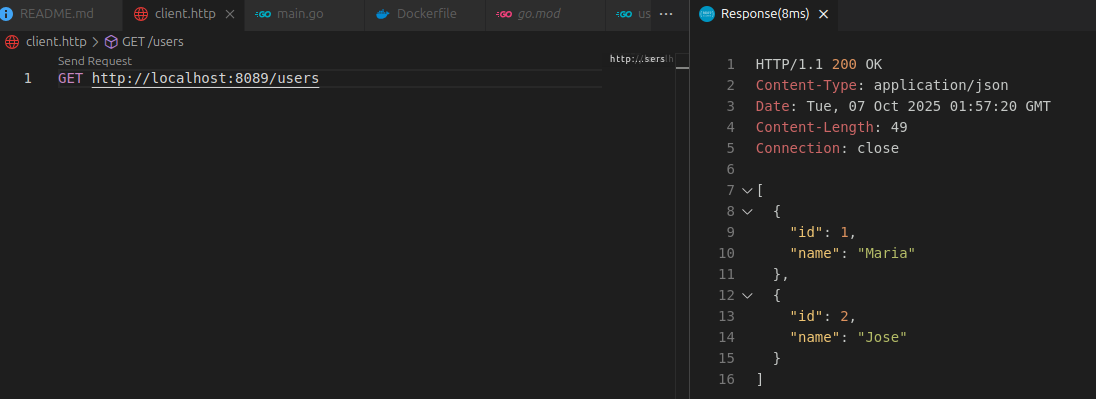 README.md client.http main.go Dockerfile go.mod us ···
client.http > GET /users
Send Request
1 GET http://localhost:8089/users
Response(8ms)
1 HTTP/1.1 200 OK
2 Content-Type: application/json
3 Date: Tue, 07 Oct 2025 01:57:20 GMT
4 Content-Length: 49
5 Connection: close
6
7 [
8 {
9 "id": 1,
10 "name": "Maria"
11 },
12 {
13 "id": 2,
14 "name": "Jose"
15 }
16 ]